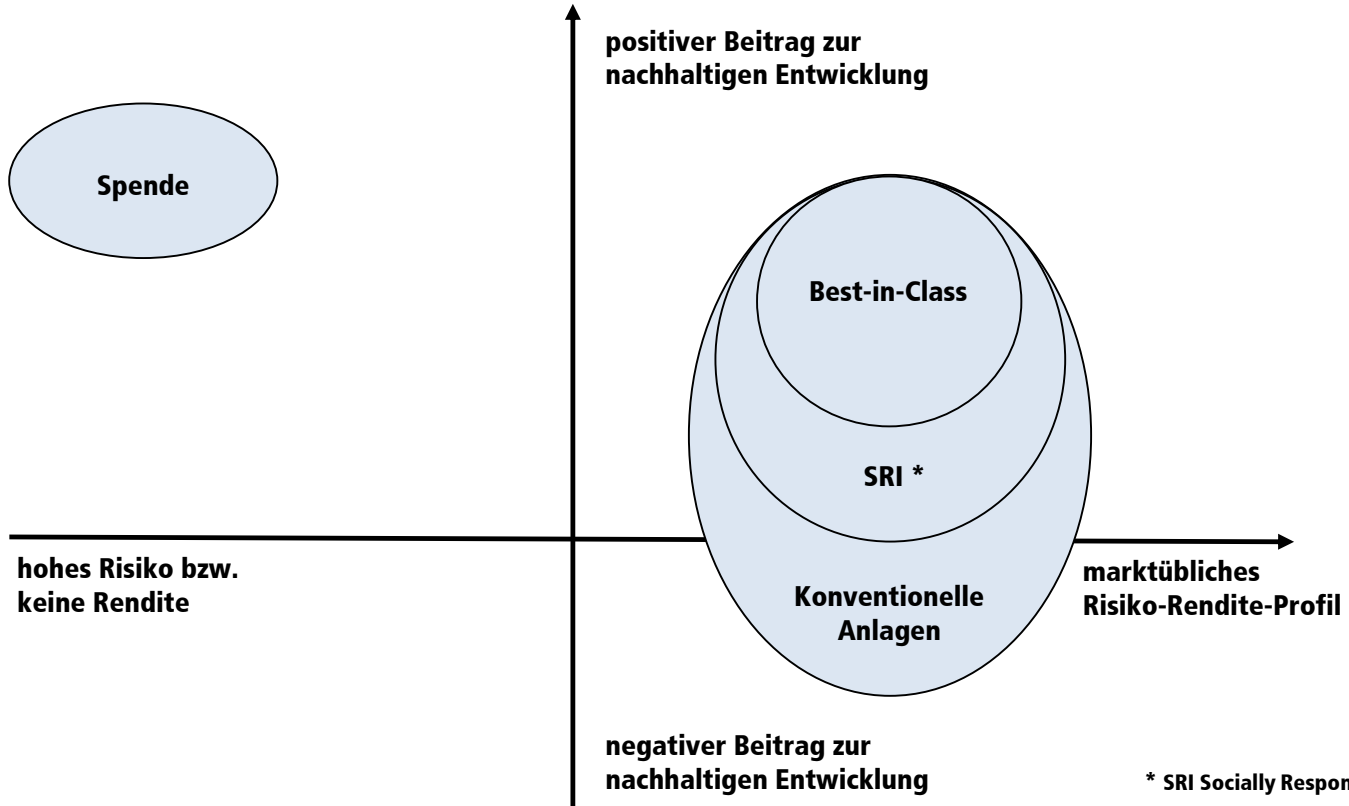 positiver Beitrag zur
nachhaltigen Entwicklung
Spende
Best-in-Class
SRI *
hohes Risiko bzw.
keine Rendite
marktübliches
Risiko-Rendite-Profil
Konventionelle
Anlagen
negativer Beitrag zur
nachhaltigen Entwicklung
* SRI Socially Respon